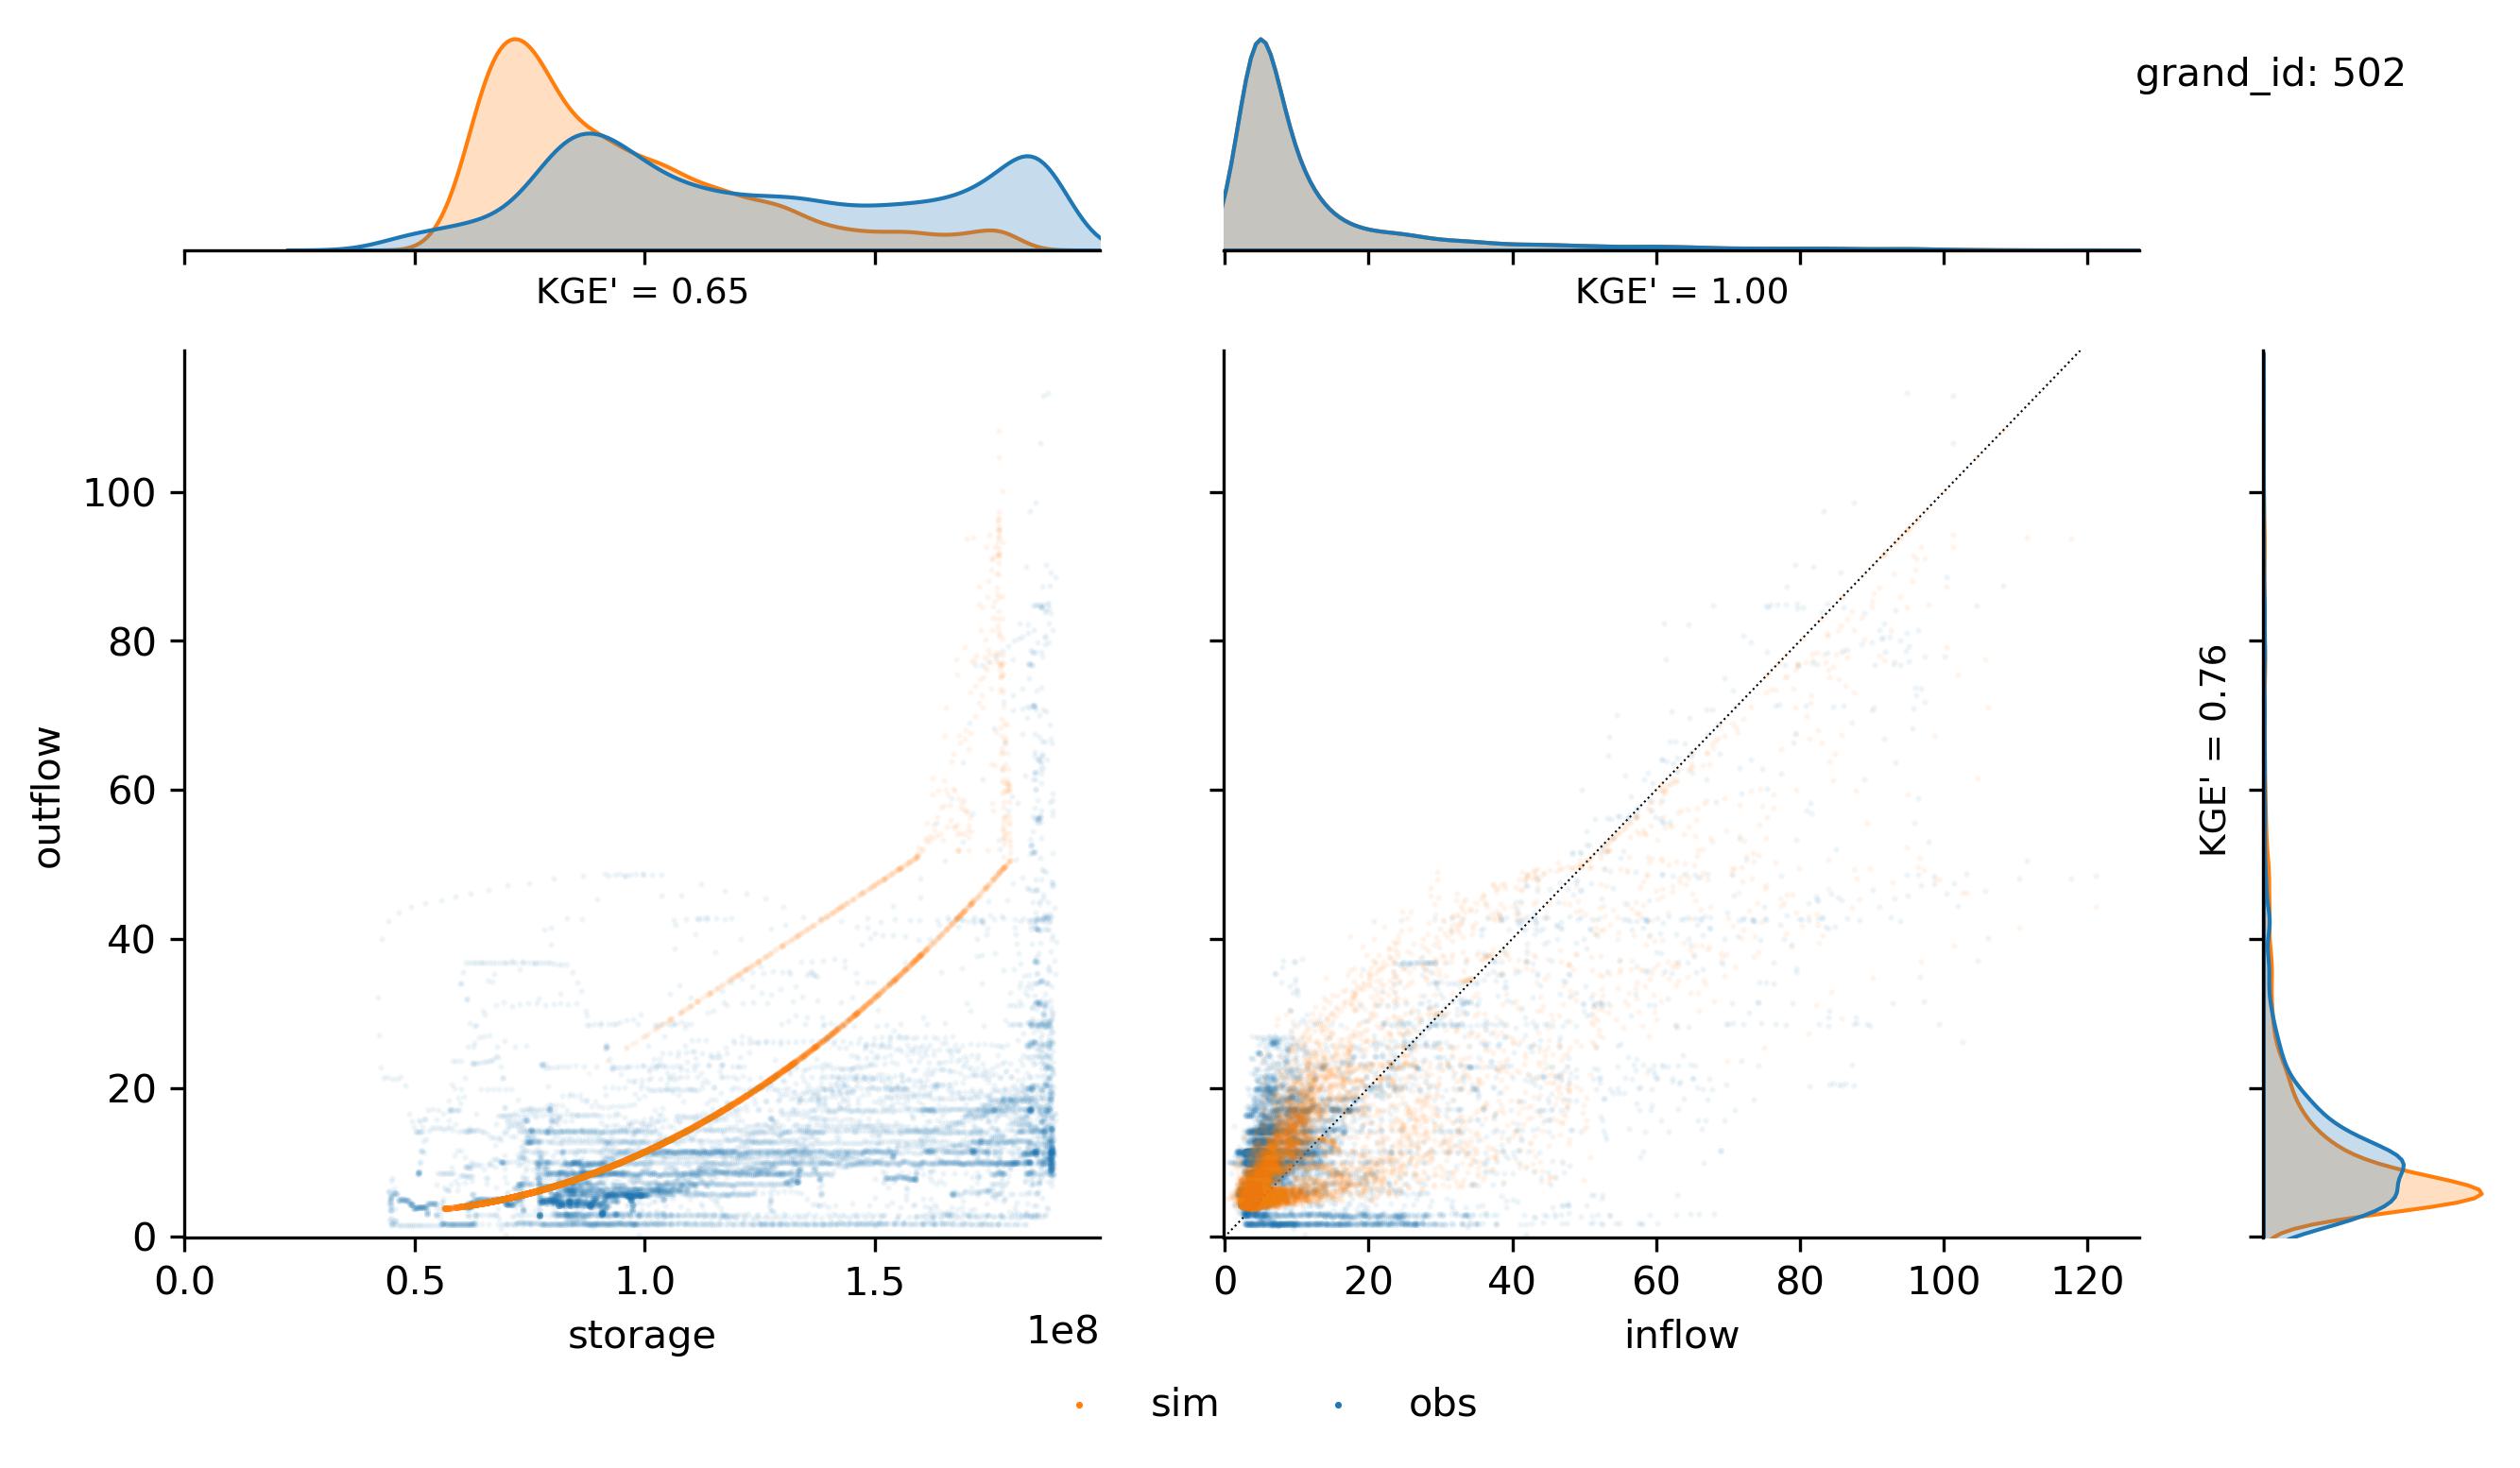 grand_id: 502
KGE' = 0.65
KGE' = 1.00
outflow
100
80
60
40
20
0
KGE' = 0.76
0.0 0.5 1.0 1.5
storage
1e8
0 20 40 60 80 100 120
inflow
sim obs